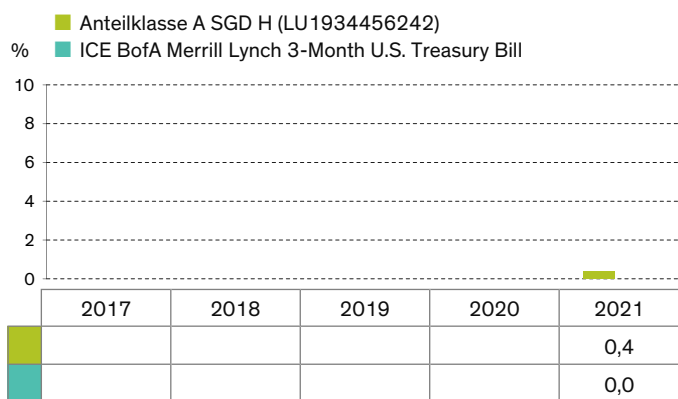 Anteilklasse A SGD H (LU1934456242)
% ICE BofA Merrill Lynch 3-Month U.S. Treasury Bill
10
8
6
4
2
0
2017 2018 2019 2020 2021
0,4
0,0